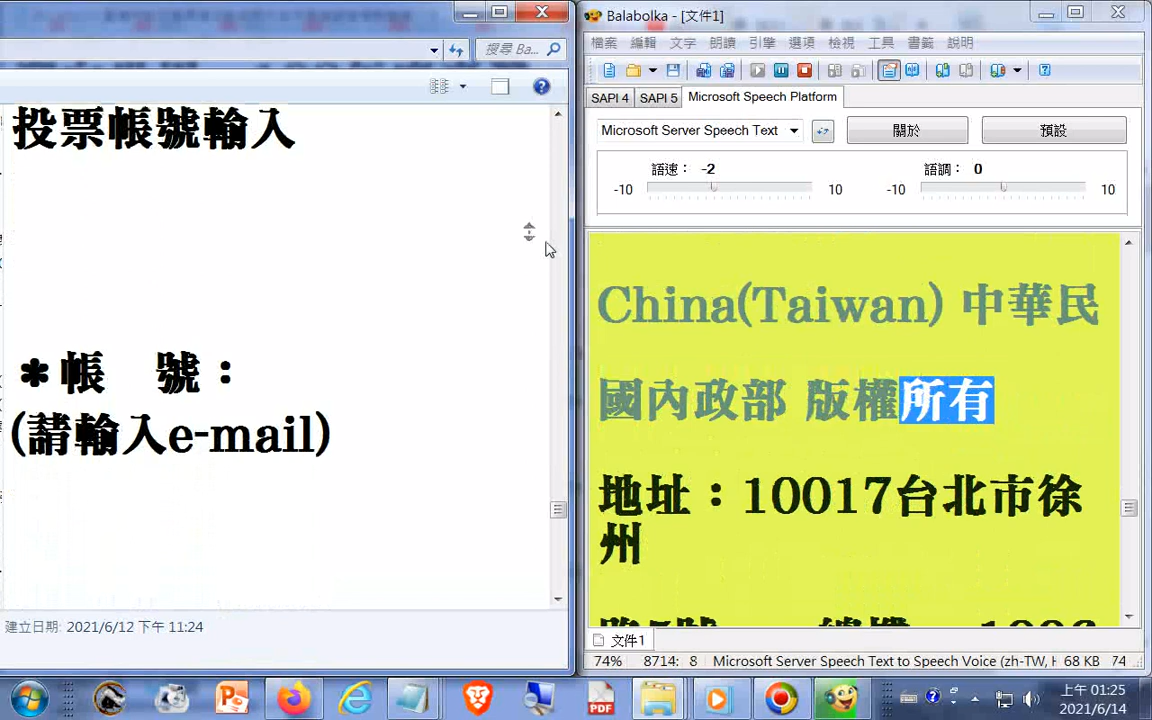 搜尋 Ba...
投票帳號輸入
＊帳　號：
(請輸入e-mail)
建立日期: 2021/6/12 下午 11:24
Balabolka - [文件1]
檔案 編輯 文字 朗讀 引擎 選項 檢視 工具 書籤 說明
SAPI 4 SAPI 5 Microsoft Speech Platform
Microsoft Server Speech Text 關於 預設
語速： -2 語調： 0
-10 10 -10 10
China(Taiwan) 中華民
國內政部 版權所有
地址：10017台北市徐
州
文件1
74% 8714: 8 Microsoft Server Speech Text to Speech Voice (zh-TW, H 68 KB 74
PDF
上午 01:25
2021/6/14